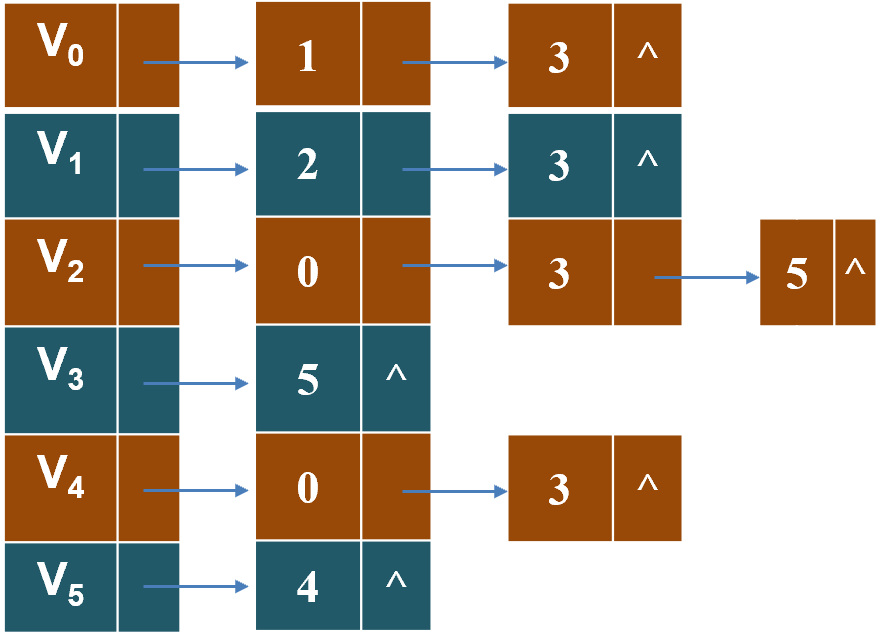 V₀ 1 3 ^
V₁ 2 3 ^
V₂ 0 3 5 ^
V₃ 5 ^
V₄ 0 3 ^
V₅ 4 ^